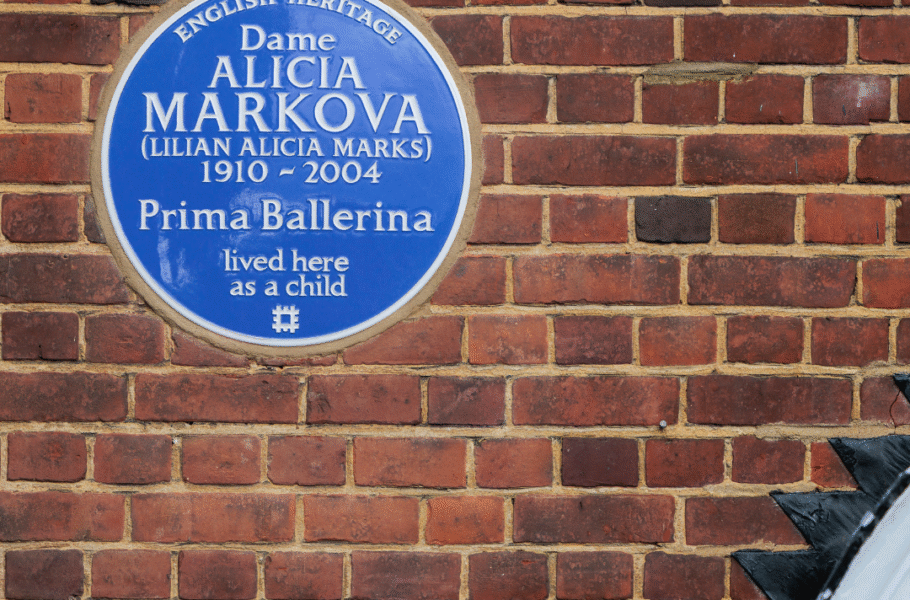 ENGLISH HERITAGE
Dame
ALICIA
MARKOVA
(LILIAN ALICIA MARKS)
1910 ~ 2004
Prima Ballerina
lived here
as a child